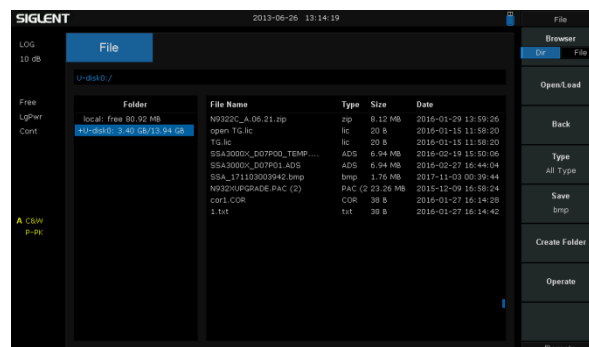 SIGLENT 2013-06-26 13:14:19 File
LOG
10 dB
File
Browser
Dir File
U-disk0:/
Open/Load
Free
LgPwr
Cont
Folder
local: free 80.92 MB
+U-disk0: 3.40 GB/13.94 GB
File Name Type Size Date
N9322C_A.06.21.zip zip 8.12 MB 2016-01-29 13:59:26
open TG.lic lic 20 B 2016-01-15 11:58:20
TG.lic lic 20 B 2016-01-15 11:58:20
SSA3000X_D07P00_TEMP.... ADS 6.94 MB 2016-02-19 15:50:06
SSA3000X_D07P01.ADS ADS 6.94 MB 2016-02-27 16:44:04
SSA_171103003942.bmp bmp 1.76 MB 2017-11-03 00:39:44
N932XUPGRADE.PAC (2) PAC (2 23.26 MB 2015-12-09 16:58:24
cor1.COR COR 38 B 2016-01-27 16:14:28
1.txt txt 38 B 2016-01-27 16:14:42
Back
Type
All Type
Save
bmp
A C&W
P-PK
Create Folder
Operate